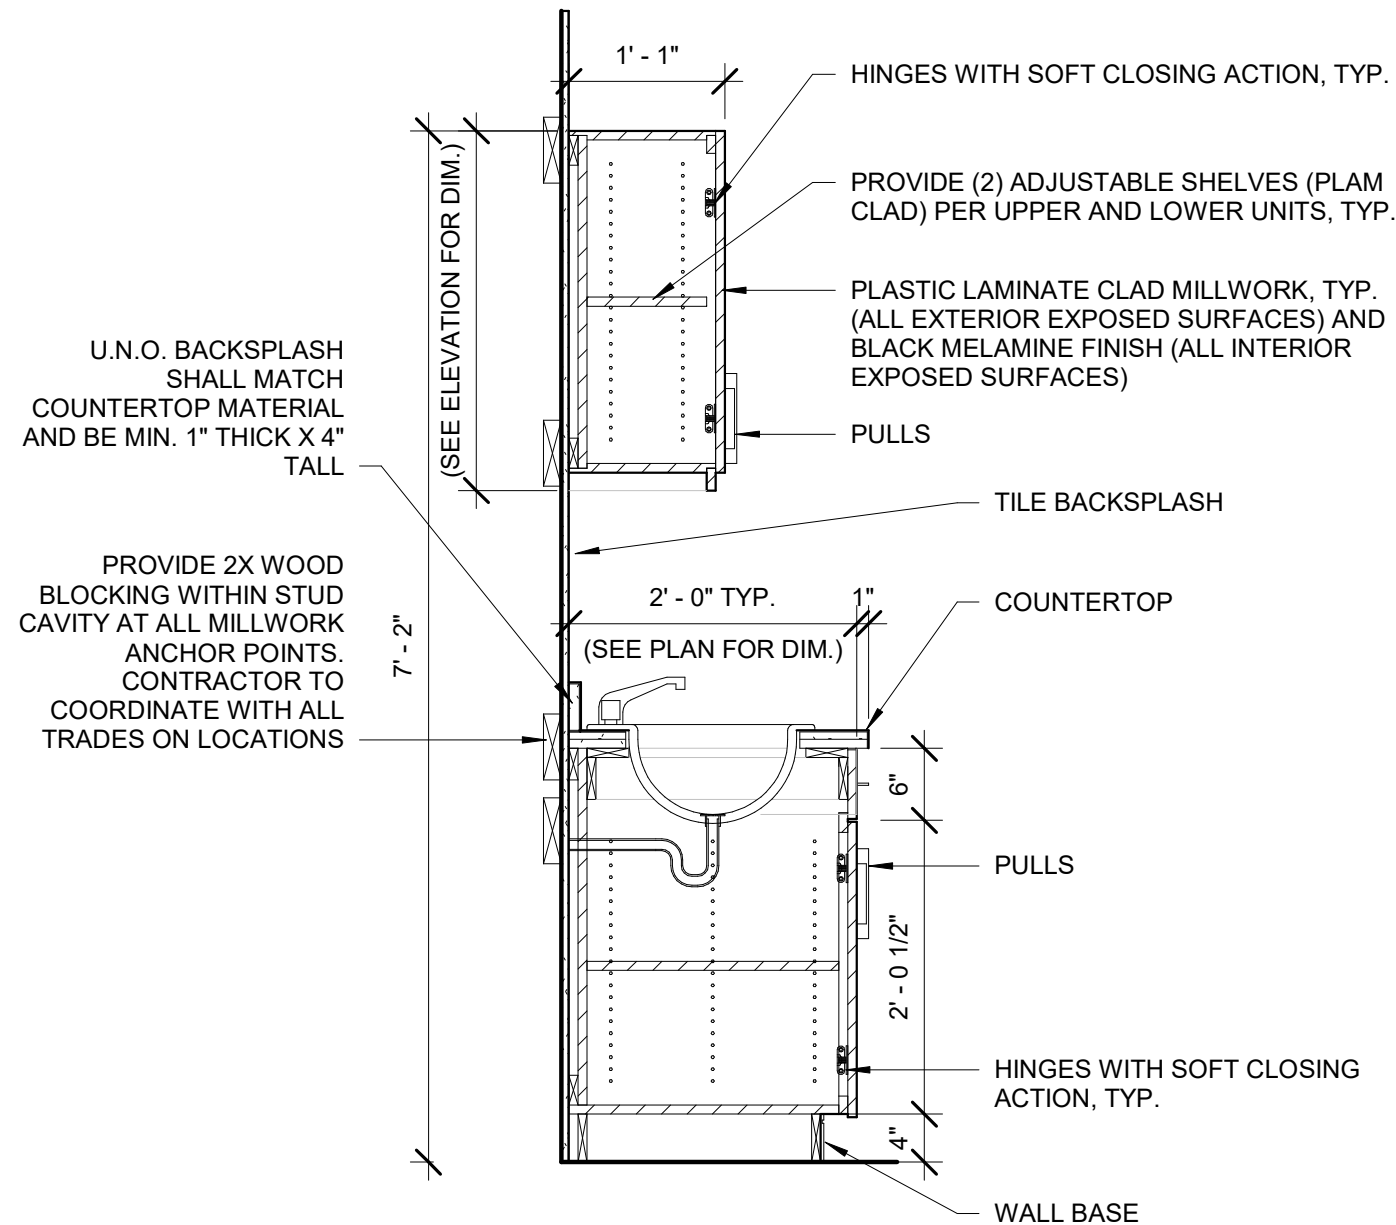 1' - 1"
HINGES WITH SOFT CLOSING ACTION, TYP.
PROVIDE (2) ADJUSTABLE SHELVES (PLAM
CLAD) PER UPPER AND LOWER UNITS, TYP.
(SEE ELEVATION FOR DIM.)
PLASTIC LAMINATE CLAD MILLWORK, TYP.
(ALL EXTERIOR EXPOSED SURFACES) AND
BLACK MELAMINE FINISH (ALL INTERIOR
EXPOSED SURFACES)
U.N.O. BACKSPLASH
SHALL MATCH
COUNTERTOP MATERIAL
AND BE MIN. 1" THICK X 4"
TALL
PULLS
TILE BACKSPLASH
PROVIDE 2X WOOD
BLOCKING WITHIN STUD
CAVITY AT ALL MILLWORK
ANCHOR POINTS.
CONTRACTOR TO
COORDINATE WITH ALL
TRADES ON LOCATIONS
7' - 2"
2' - 0" TYP.
1"
(SEE PLAN FOR DIM.)
COUNTERTOP
6"
PULLS
2' - 0 1/2"
HINGES WITH SOFT CLOSING
ACTION, TYP.
4"
WALL BASE